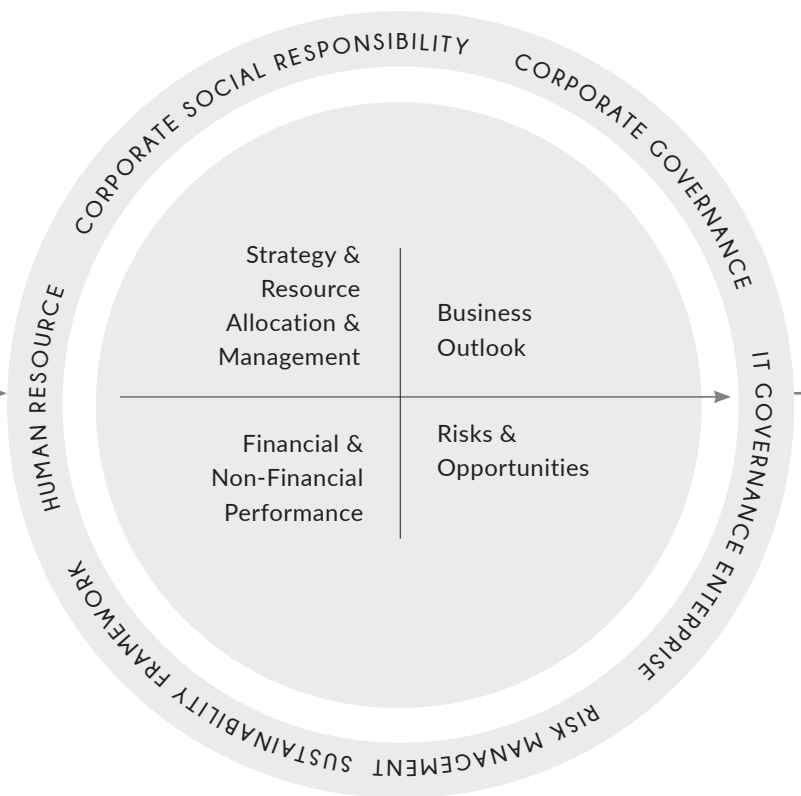 CORPORATE SOCIAL RESPONSIBILITY
CORPORATE GOVERNANCE
IT GOVERNANCE ENTERPRISE
RISK MANAGEMENT
SUSTAINABILITY FRAMEWORK
HUMAN RESOURCE
Strategy &
Resource
Allocation &
Management
Business
Outlook
Financial &
Non-Financial
Performance
Risks &
Opportunities